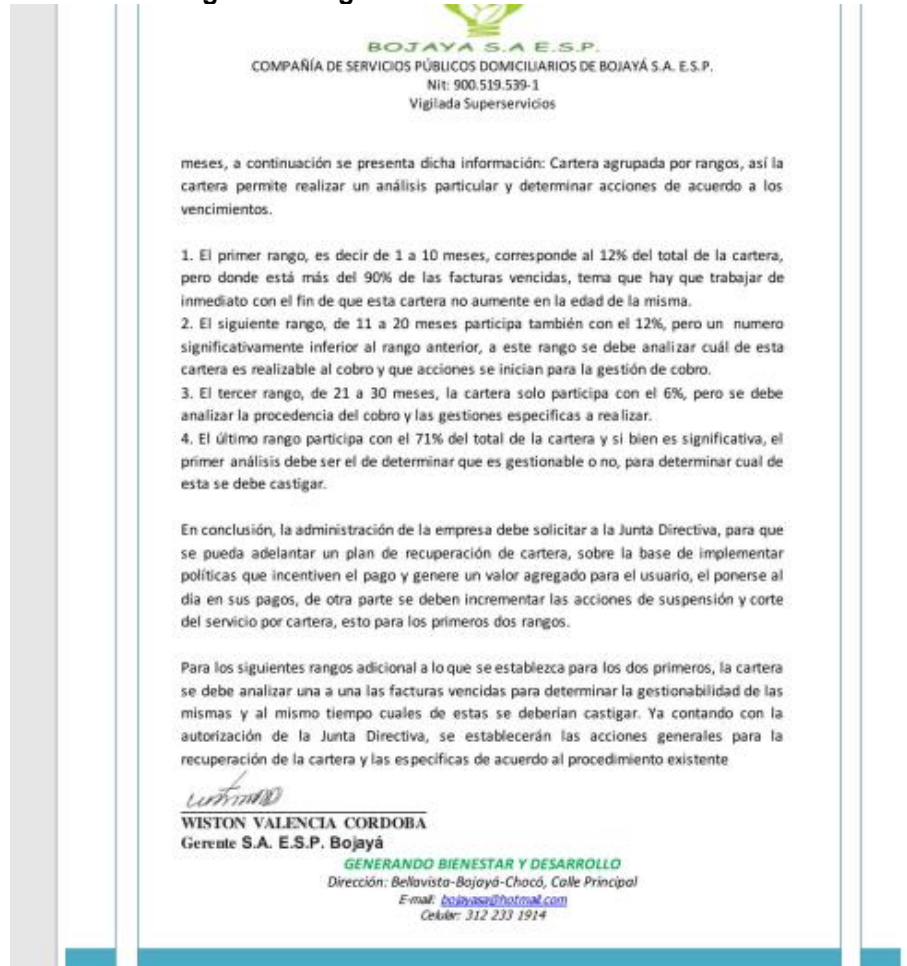 BOJAYA S.A E.S.P.
COMPAÑÍA DE SERVICIOS PÚBLICOS DOMICILIARIOS DE BOJAYÁ S.A. E.S.P.
Nit: 900.519.539-1
Vigilada Superservicios
meses, a continuación se presenta dicha información: Cartera agrupada por rangos, así la
cartera permite realizar un análisis particular y determinar acciones de acuerdo a los
vencimientos.
1. El primer rango, es decir de 1 a 10 meses, corresponde al 12% del total de la cartera,
pero donde está más del 90% de las facturas vencidas, tema que hay que trabajar de
inmediato con el fin de que esta cartera no aumente en la edad de la misma.
2. El siguiente rango, de 11 a 20 meses participa también con el 12%, pero un numero
significativamente inferior al rango anterior, a este rango se debe analizar cuál de esta
cartera es realizable al cobro y que acciones se inician para la gestión de cobro.
3. El tercer rango, de 21 a 30 meses, la cartera solo participa con el 6%, pero se debe
analizar la procedencia del cobro y las gestiones especificas a realizar.
4. El último rango participa con el 71% del total de la cartera y si bien es significativa, el
primer análisis debe ser el de determinar que es gestionable o no, para determinar cual de
esta se debe castigar.
En conclusión, la administración de la empresa debe solicitar a la Junta Directiva, para que
se pueda adelantar un plan de recuperación de cartera, sobre la base de implementar
políticas que incentiven el pago y genere un valor agregado para el usuario, el ponerse al
día en sus pagos, de otra parte se deben incrementar las acciones de suspensión y corte
del servicio por cartera, esto para los primeros dos rangos.
Para los siguientes rangos adicional a lo que se establezca para los dos primeros, la cartera
se debe analizar una a una las facturas vencidas para determinar la gestionabilidad de las
mismas y al mismo tiempo cuales de estas se deberían castigar. Ya contando con la
autorización de la Junta Directiva, se establecerán las acciones generales para la
recuperación de la cartera y las específicas de acuerdo al procedimiento existente
WISTON VALENCIA CORDOBA
Gerente S.A. E.S.P. Bojayá
GENERANDO BIENESTAR Y DESARROLLO
Dirección: Bellavista-Bojayá-Chocó, Calle Principal
E-mail: bojayasa@hotmail.com
Celular: 312 233 1914